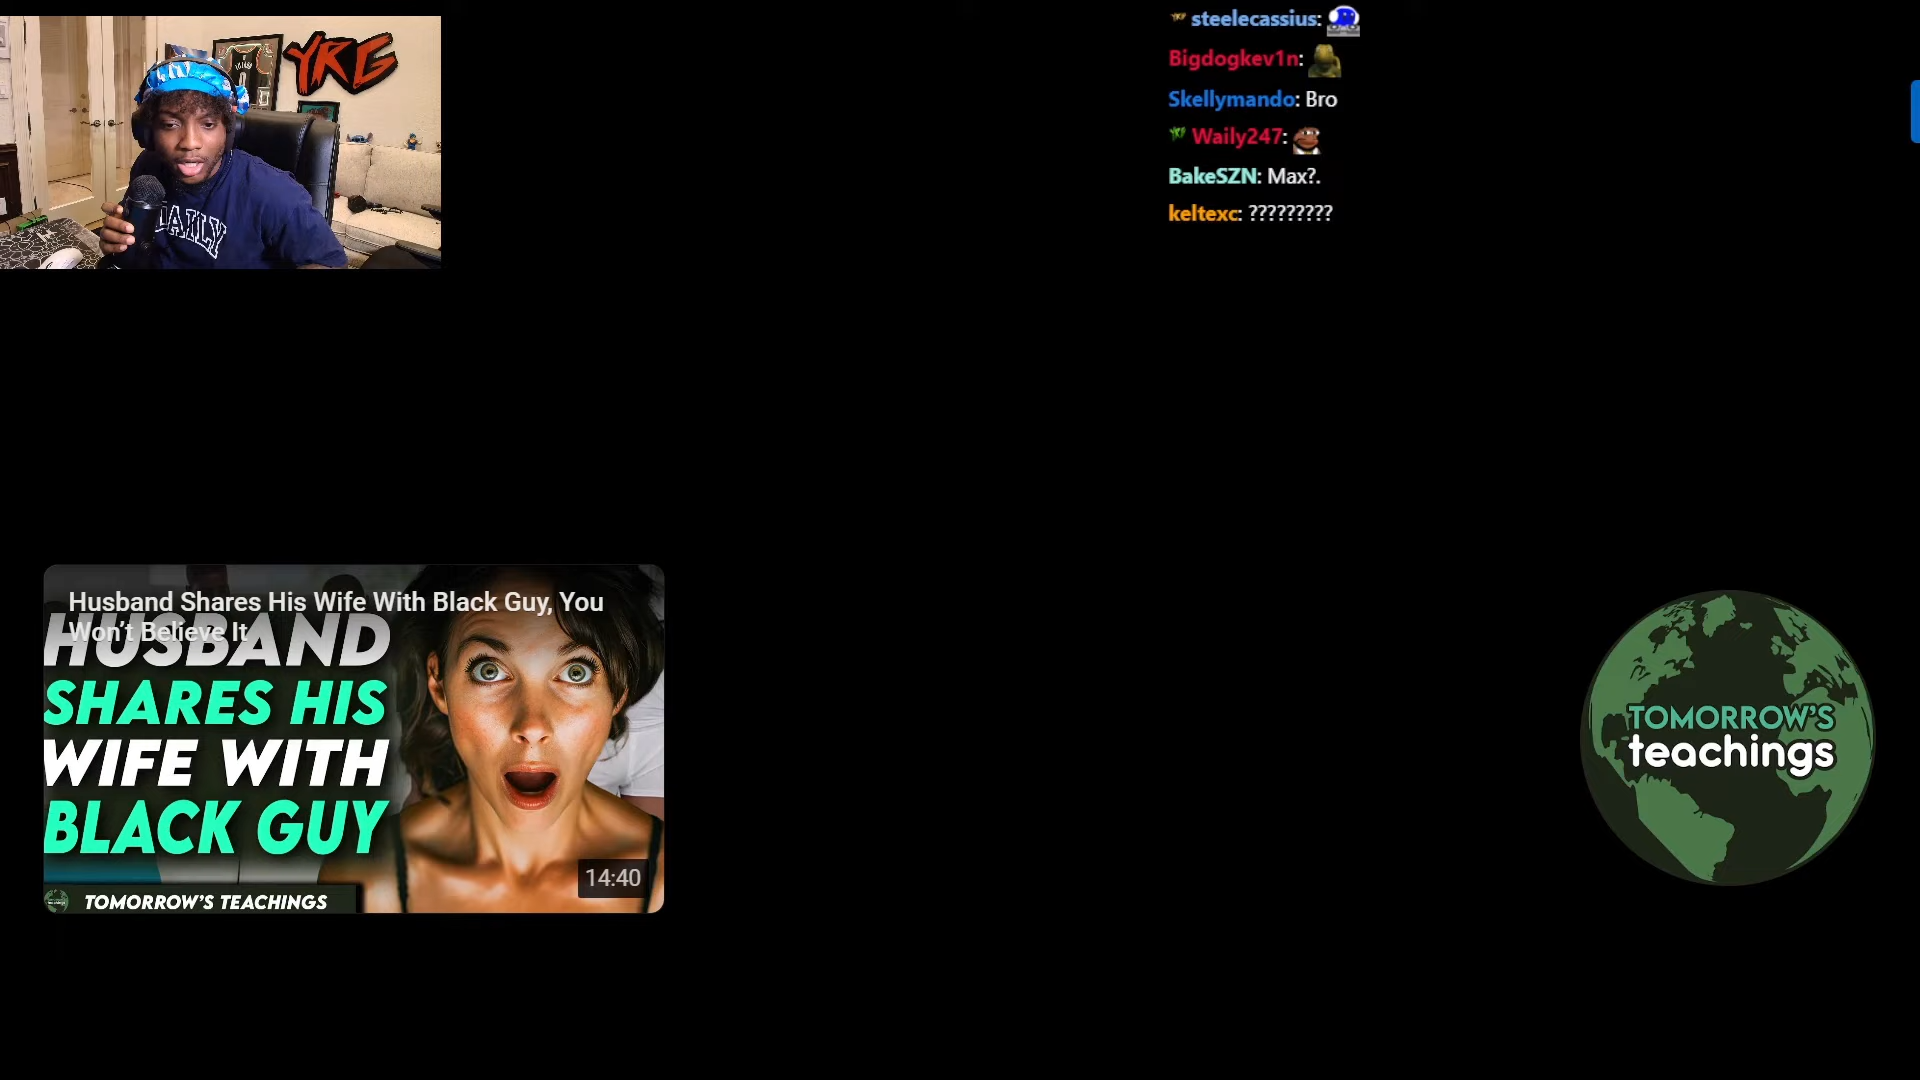 YRG
DAILY
steelecassius:
Bigdogkev1n:
Skellymando: Bro
Waily247:
BakeSZN: Max?.
keltexc: ?????????
Husband Shares His Wife With Black Guy, You
Won't Believe It
HUSBAND
SHARES HIS
WIFE WITH
BLACK GUY
14:40
TOMORROW'S TEACHINGS
TOMORROW'S
teachings